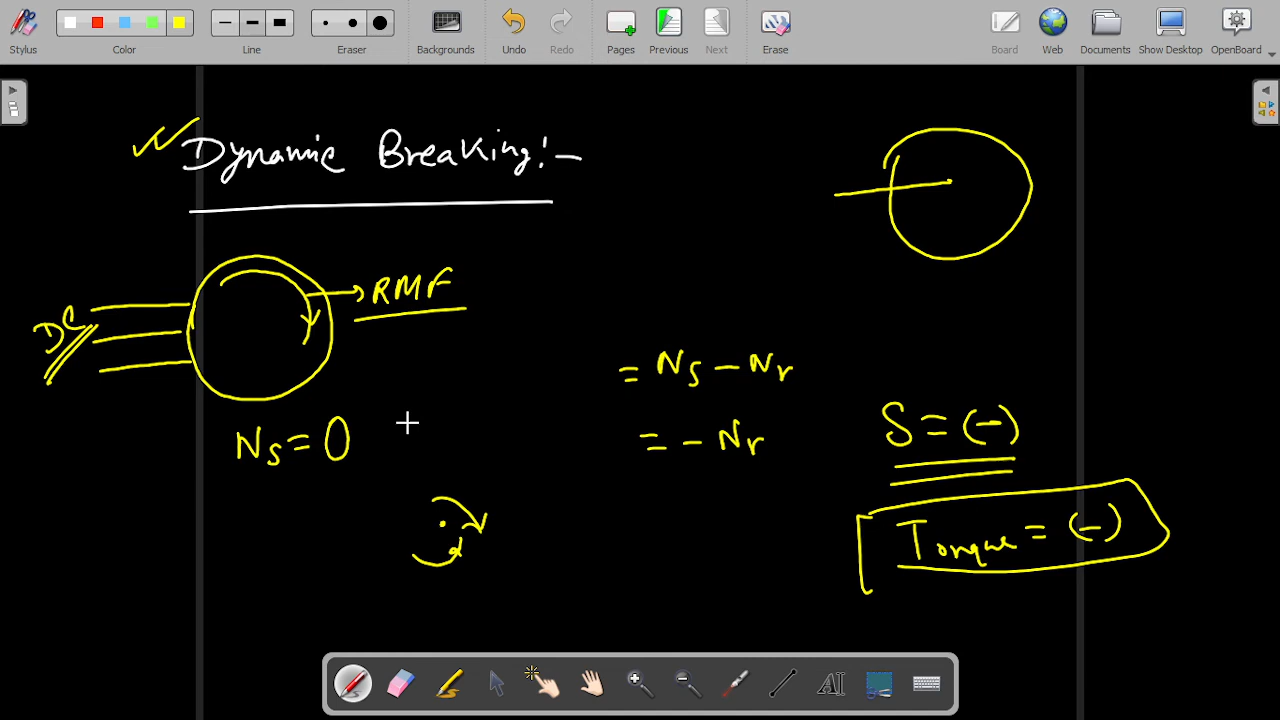 Stylus Color Line Eraser Backgrounds Undo Redo Pages Previous Next Erase Board Web Documents Show Desktop OpenBoard
Dynamic Breaking:-
DC
RMF
Ns = 0
= Ns - Nr
= - Nr
S = (-)
Torque = (-)